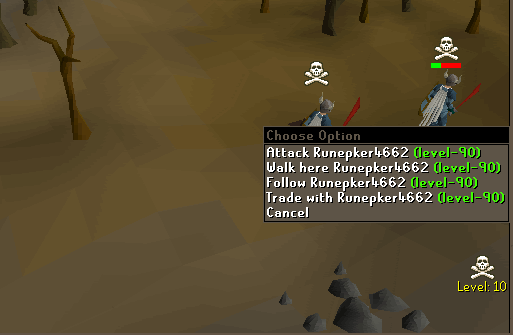 Choose Option
Attack Runepker4662 (level-90)
Walk here Runepker4662 (level-90)
Follow Runepker4662 (level-90)
Trade with Runepker4662 (level-90)
Cancel
Level: 10